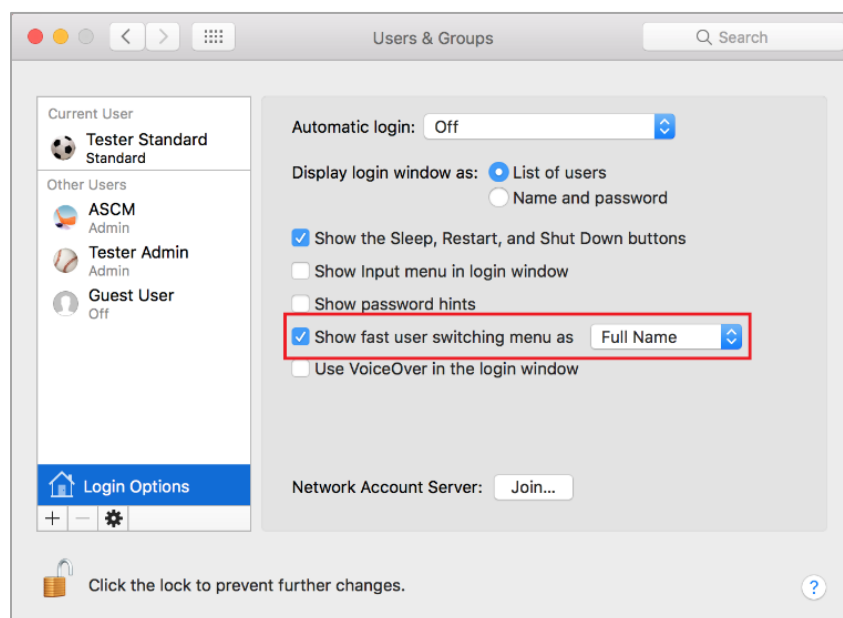 Users & Groups
Search
Current User
Tester Standard
Standard
Other Users
ASCM
Admin
Tester Admin
Admin
Guest User
Off
Login Options
Automatic login: Off
Display login window as: List of users
Name and password
Show the Sleep, Restart, and Shut Down buttons
Show Input menu in login window
Show password hints
Show fast user switching menu as Full Name
Use VoiceOver in the login window
Network Account Server: Join...
Click the lock to prevent further changes.
?